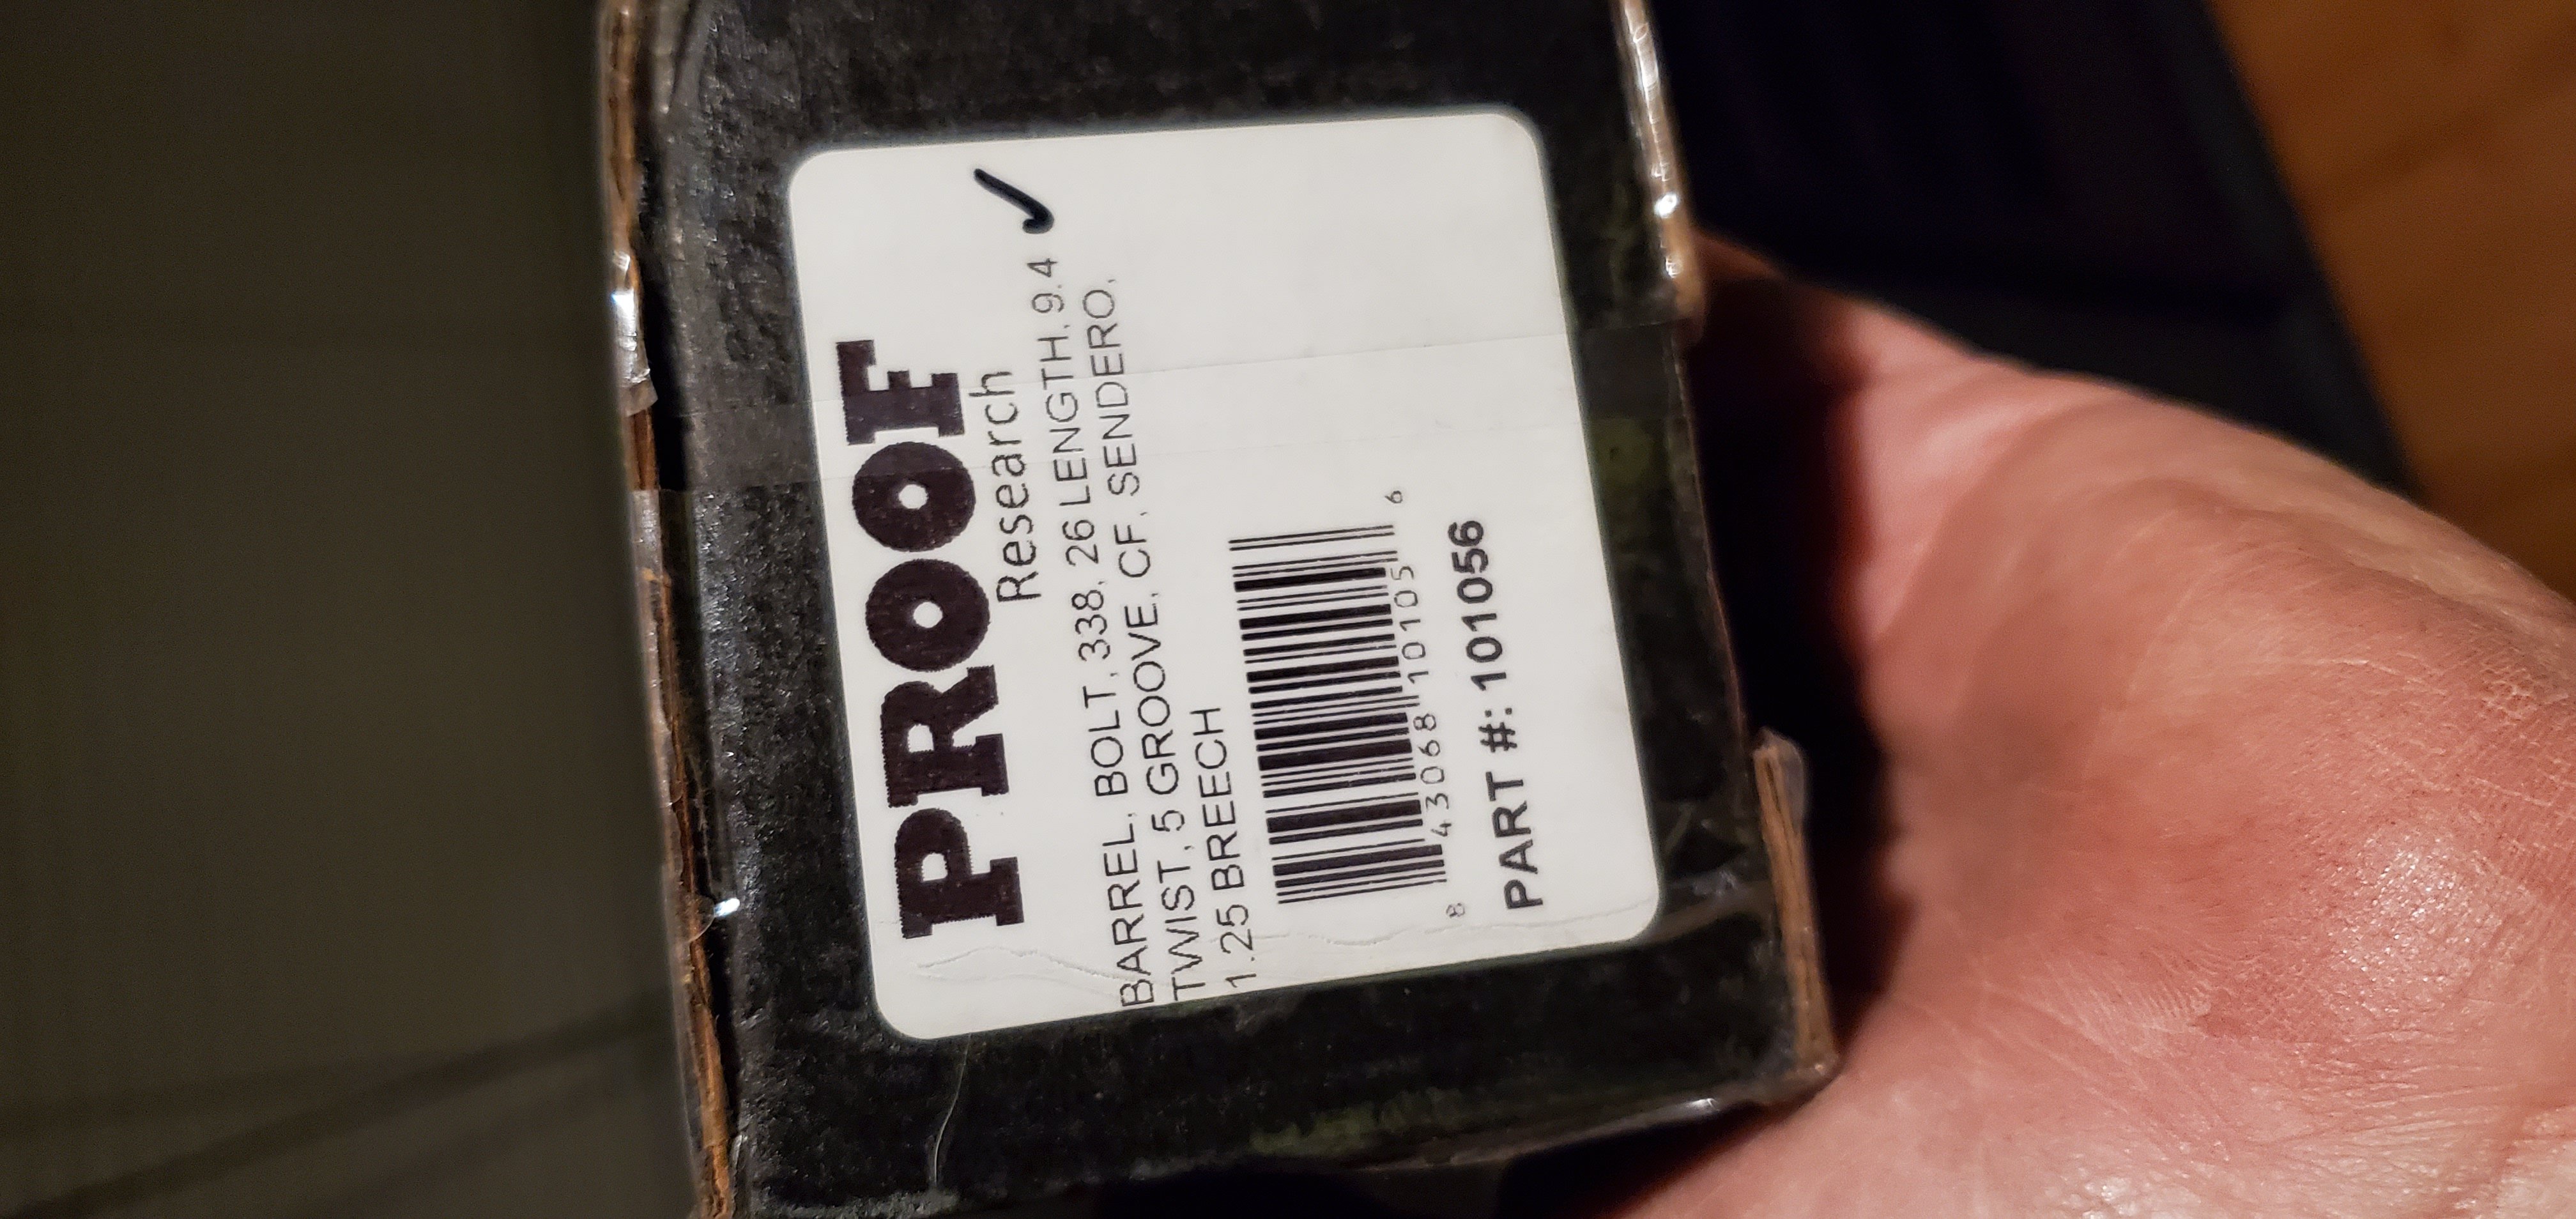 PROOF
Research
BARREL, BOLT, 338, 26 LENGTH, 9.4
TWIST, 5 GROOVE, CF, SENDERO,
1.25 BREECH
8 43068 10105 6
PART #: 101056